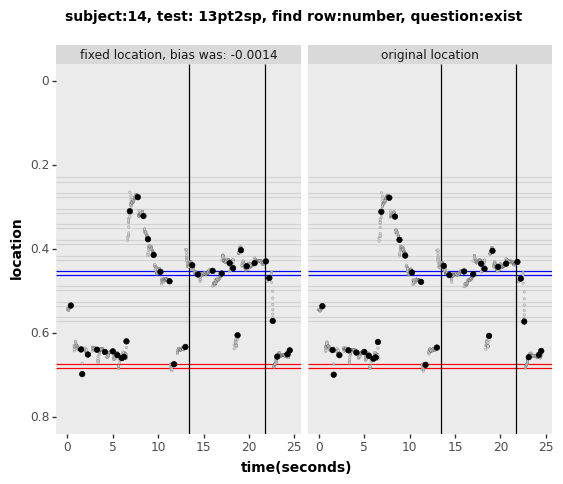 subject:14, test: 13pt2sp, find row:number, question:exist
fixed location, bias was: -0.0014
original location
0
0.2
0.4
0.6
0.8
location
0 5 10 15 20 25
0 5 10 15 20 25
time(seconds)